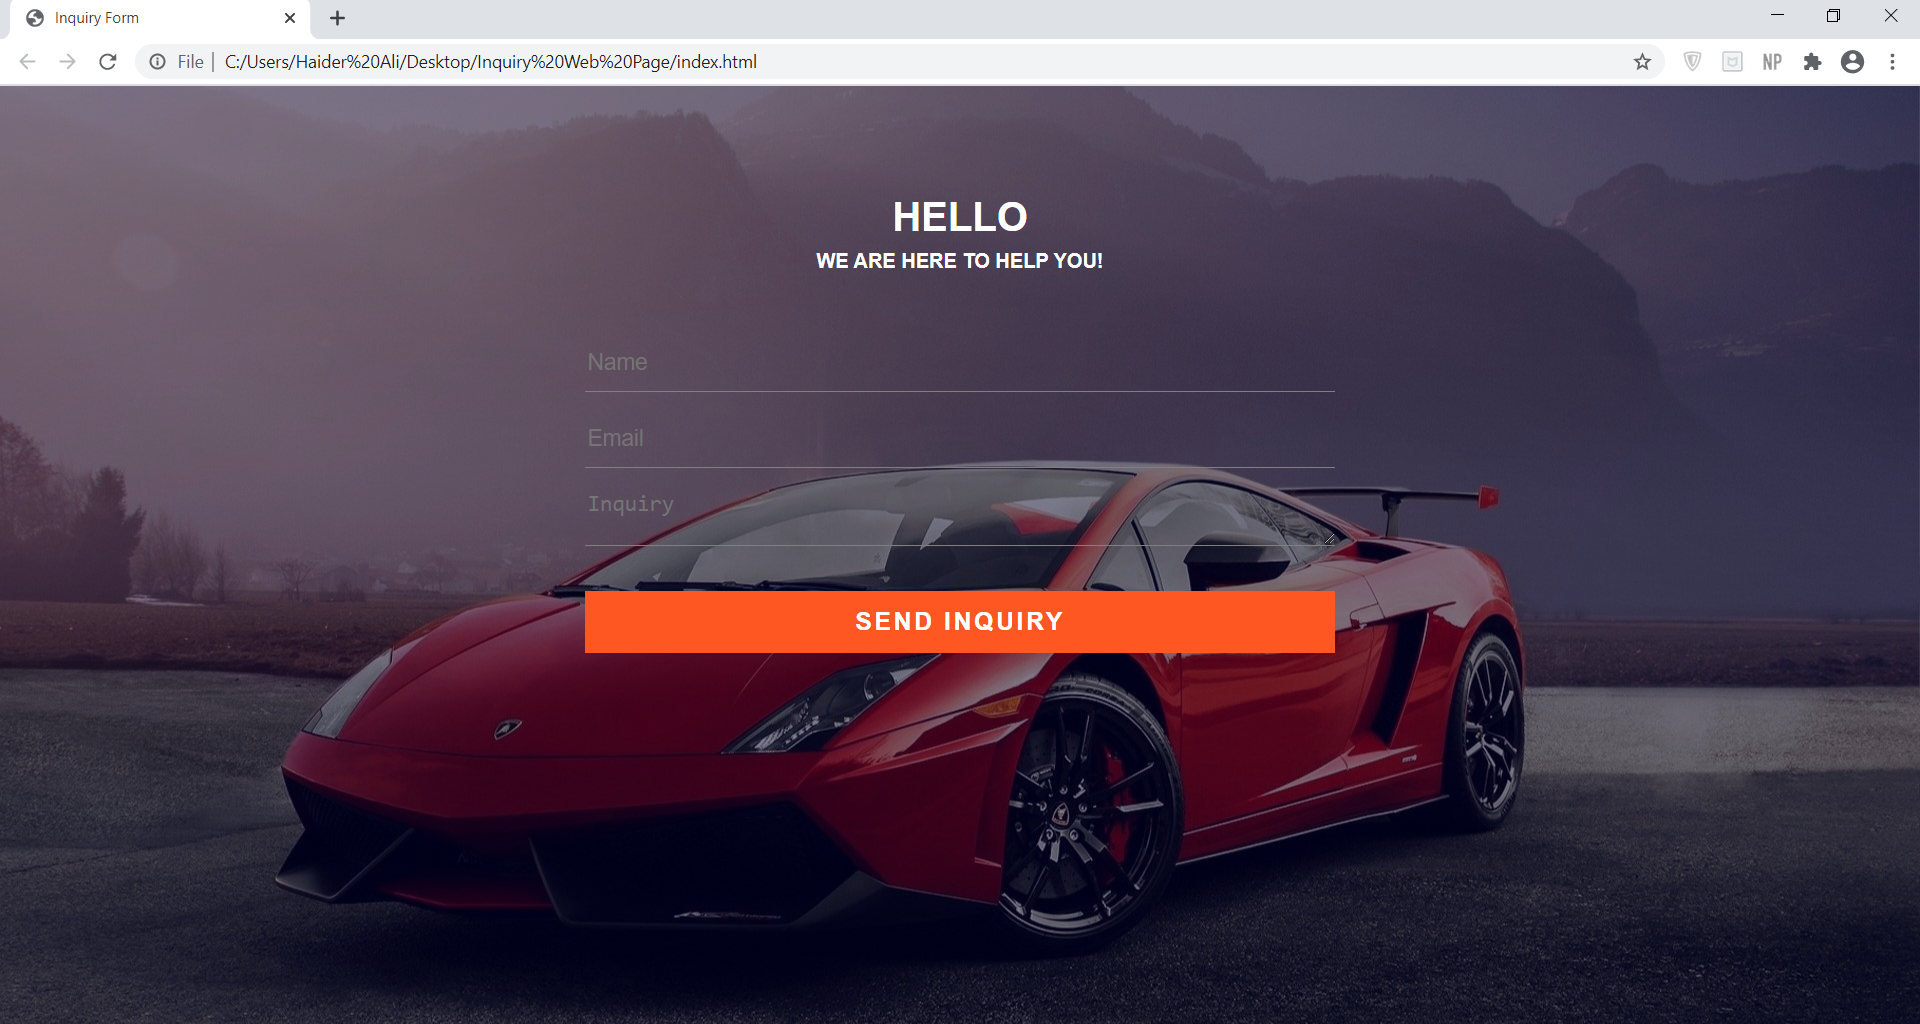 Inquiry Form
File
C:/Users/Haider%20Ali/Desktop/Inquiry%20Web%20Page/index.html
NP
HELLO
WE ARE HERE TO HELP YOU!
Name
Email
Inquiry
SEND INQUIRY